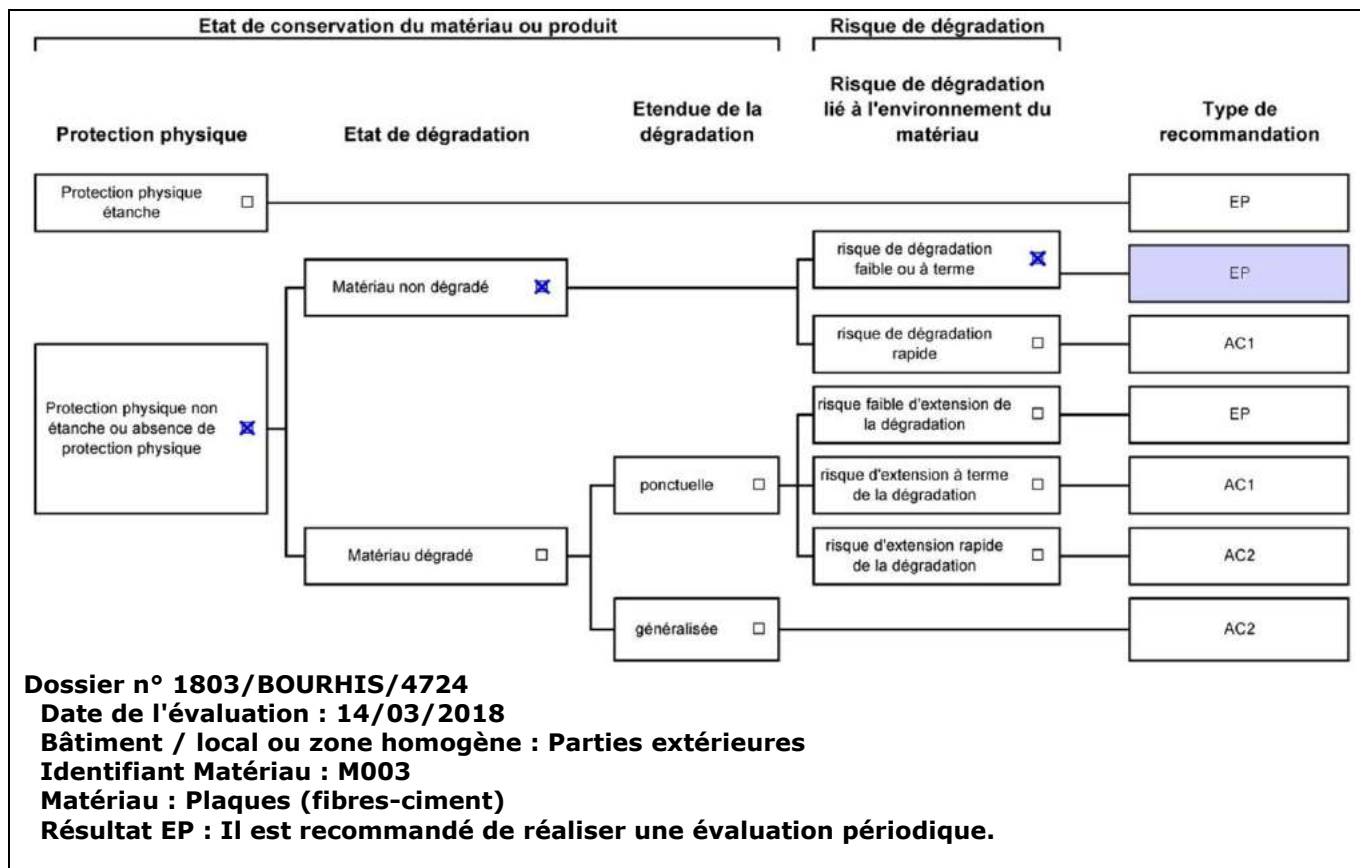 Etat de conservation du matériau ou produit
Risque de dégradation
Protection physique
Etat de dégradation
Etendue de la
dégradation
Risque de dégradation
lié à l'environnement du
matériau
Type de
recommandation
Protection physique
étanche
EP
Protection physique non
étanche ou absence de
protection physique
Matériau non dégradé
risque de dégradation
faible ou à terme
EP
risque de dégradation
rapide
AC1
Matériau dégradé
ponctuelle
risque faible d'extension de
la dégradation
EP
risque d'extension à terme
de la dégradation
AC1
risque d'extension rapide
de la dégradation
AC2
généralisée
AC2
Dossier n° 1803/BOURHIS/4724
Date de l'évaluation : 14/03/2018
Bâtiment / local ou zone homogène : Parties extérieures
Identifiant Matériau : M003
Matériau : Plaques (fibres-ciment)
Résultat EP : Il est recommandé de réaliser une évaluation périodique.